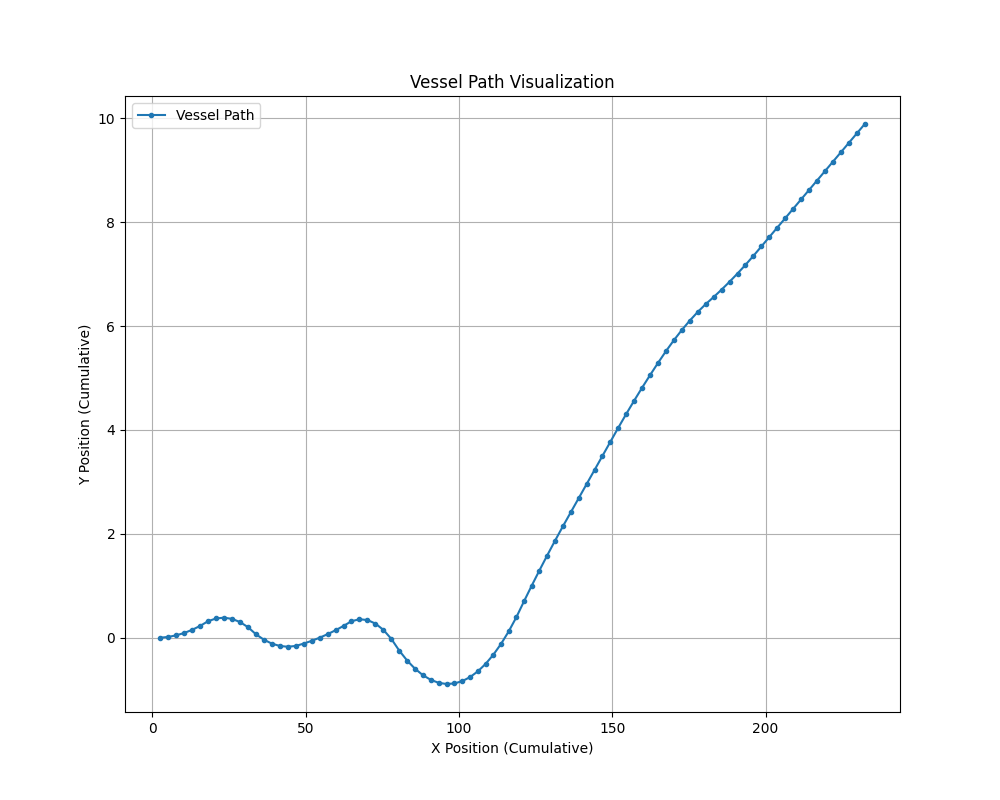 Vessel Path Visualization
Vessel Path
Y Position (Cumulative)
10
8
6
4
2
0
0 50 100 150 200
X Position (Cumulative)